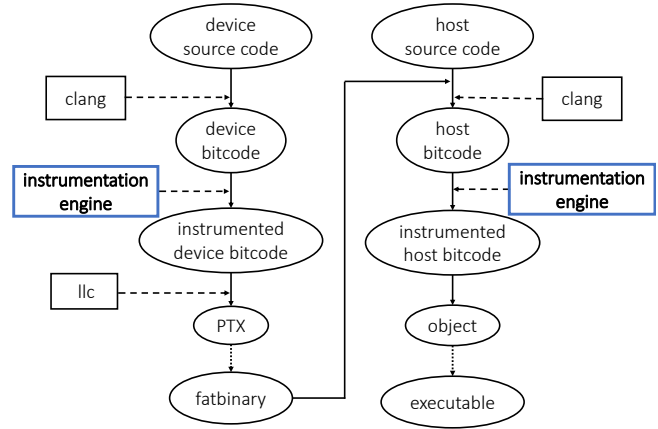 device
source code
clang
device
bitcode
instrumentation
engine
instrumented
device bitcode
llc
PTX
fatbinary
host
source code
clang
host
bitcode
instrumentation
engine
instrumented
host bitcode
object
executable